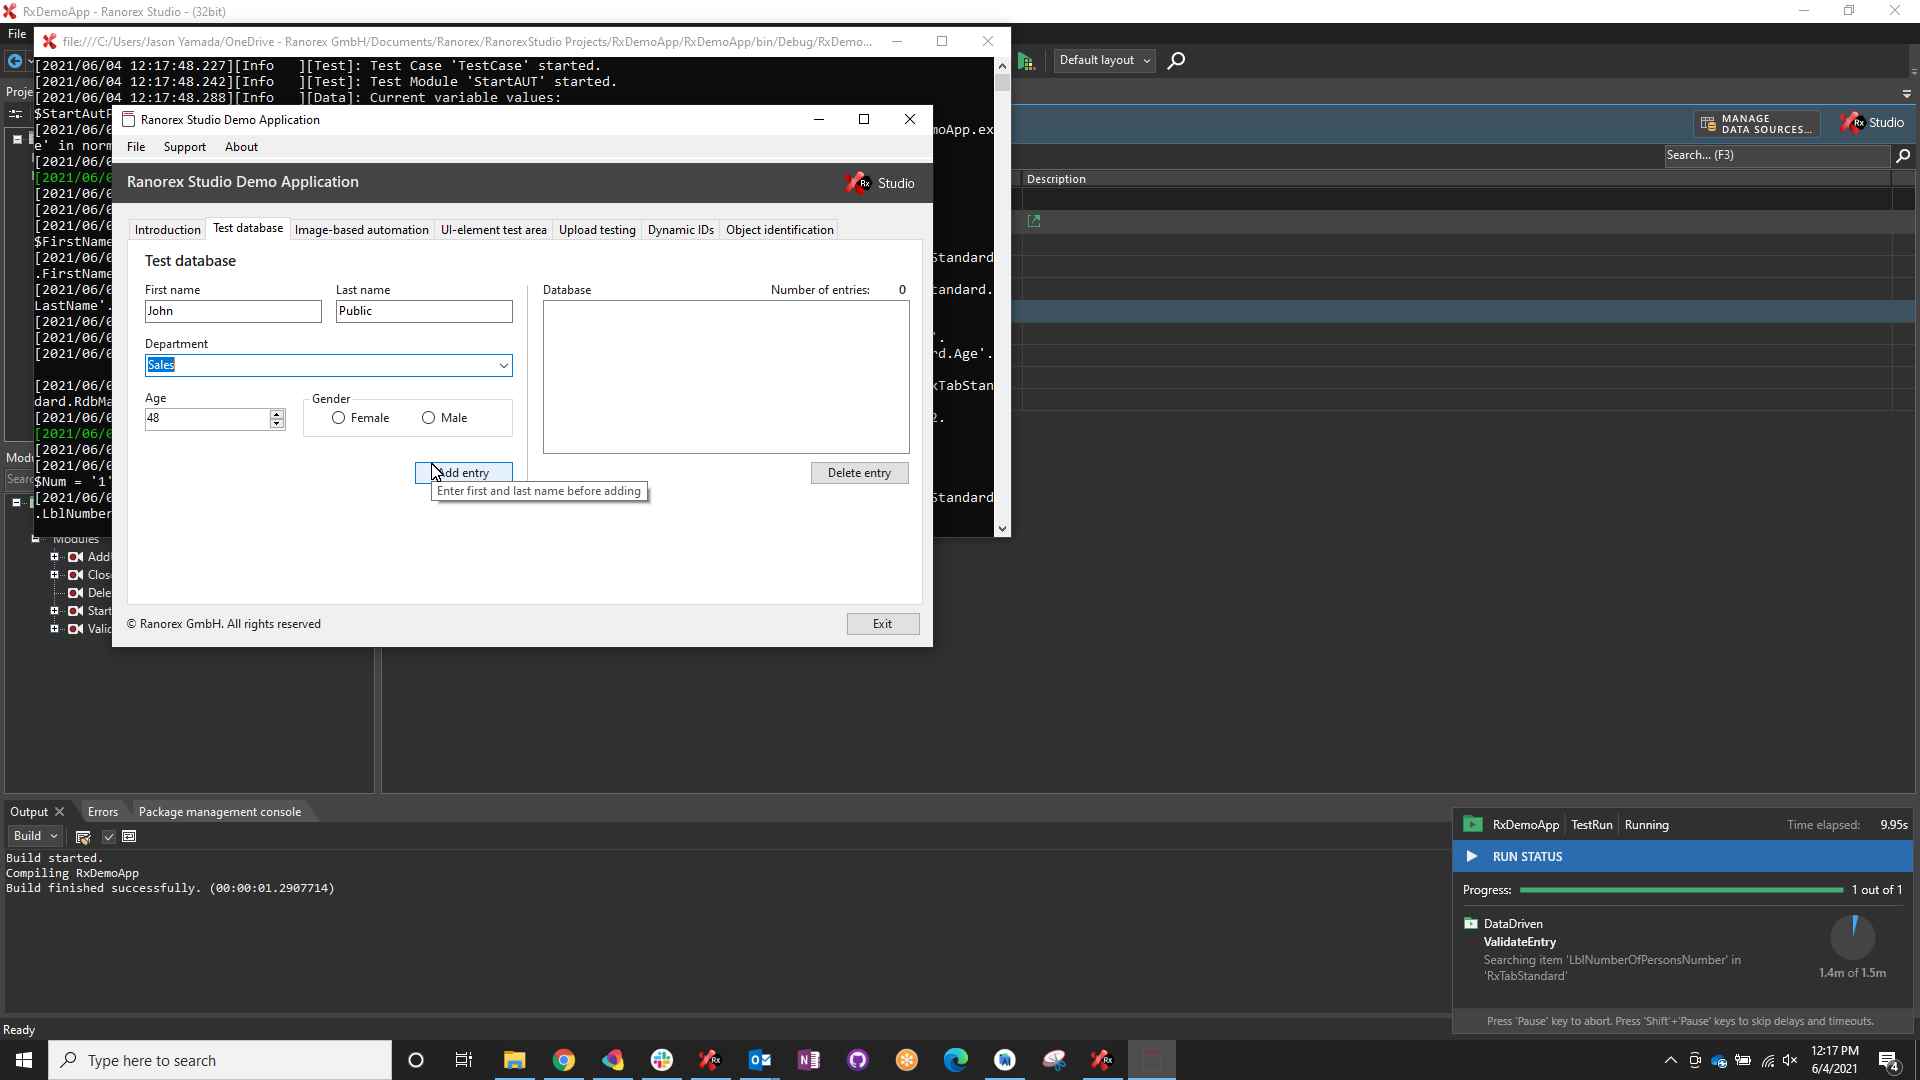 RxDemoApp - Ranorex Studio - (32bit)
File
file:///C:/Users/Jason Yamada/OneDrive - Ranorex GmbH/Documents/Ranorex/RanorexStudio Projects/RxDemoApp/RxDemoApp/bin/Debug/RxDemo...
Default layout
[2021/06/04 12:17:48.227][Info   ][Test]: Test Case 'TestCase' started.
[2021/06/04 12:17:48.242][Info   ][Test]: Test Module 'StartAUT' started.
[2021/06/04 12:17:48.288][Info   ][Data]: Current variable values:
Proje
$StartAutP
[2021/06/0
moApp.ex
e' in norm
[2021/06/0
[2021/06/0
[2021/06/0
[2021/06/0
[2021/06/0
$FirstName
[2021/06/0
Standard
.FirstName
[2021/06/0
tandard.
LastName'.
[2021/06/0
[2021/06/0
'.
[2021/06/0
d.Age'.
[2021/06/0
xTabStan
dard.RdbMa
[2021/06/0
2.
[2021/06/0
[2021/06/0
[2021/06/0
$Num = '1'
[2021/06/0
Standard
.LblNumber
MANAGE
DATA SOURCES...
Rx Studio
Search... (F3)
Description
Ranorex Studio Demo Application
File Support About
Ranorex Studio Demo Application
Rx Studio
Introduction Test database Image-based automation UI-element test area Upload testing Dynamic IDs Object identification
Test database
First name Last name Database Number of entries: 0
John Public
Department
Sales
Age Gender
48 Female Male
Add entry Delete entry
Enter first and last name before adding
© Ranorex GmbH. All rights reserved Exit
Modu
Searc
Modules
Add
Clos
Dele
Start
Valid
Output Errors Package management console
Build
Build started.
Compiling RxDemoApp
Build finished successfully. (00:00:01.2907714)
RxDemoApp TestRun Running Time elapsed: 9.95s
RUN STATUS
Progress: 1 out of 1
DataDriven
ValidateEntry
Searching item 'LblNumberOfPersonsNumber' in
'RxTabStandard'
1.4m of 1.5m
Press 'Pause' key to abort. Press 'Shift'+'Pause' keys to skip delays and timeouts.
Ready
Type here to search
12:17 PM
6/4/2021
4